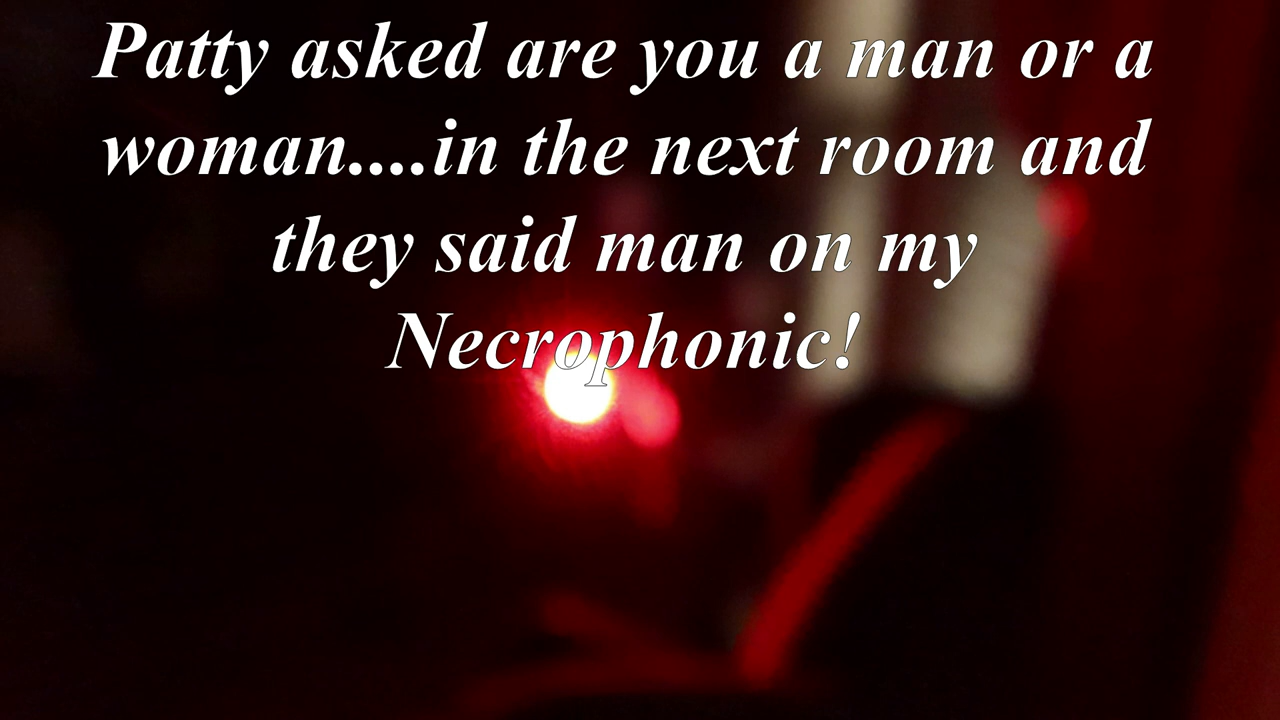 Patty asked are you a man or a
woman....in the next room and
they said man on my
Necrophonic!